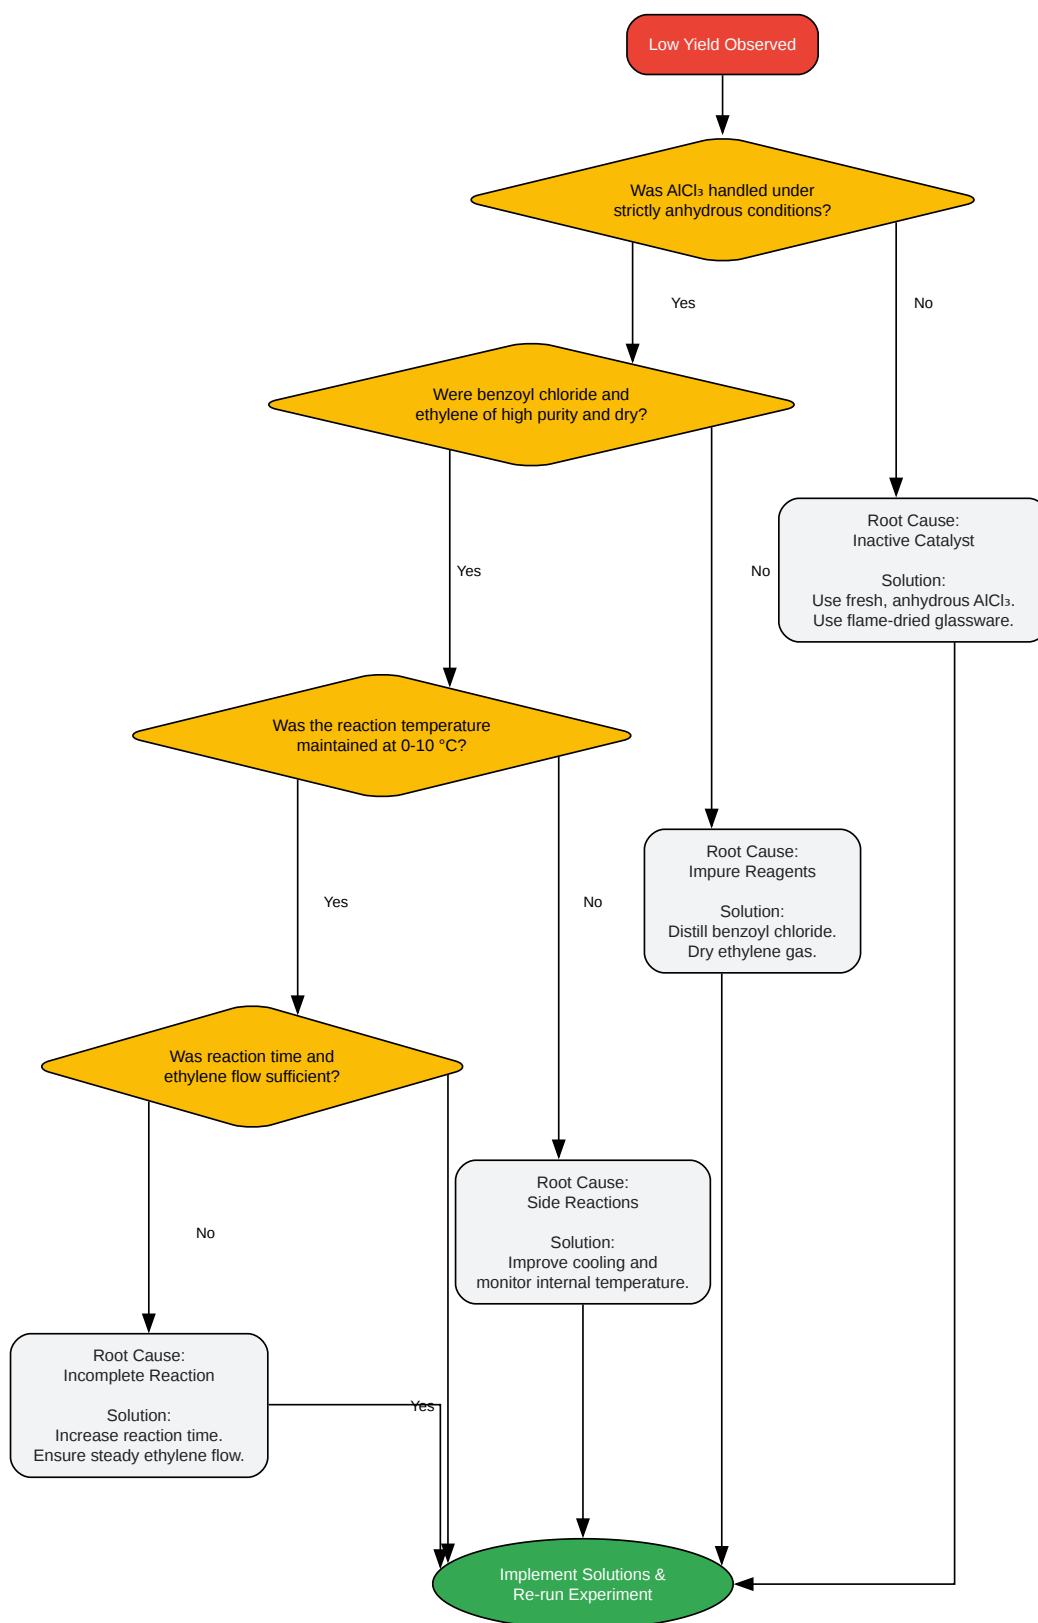 Low Yield Observed
Was AlCl₃ handled under
strictly anhydrous conditions?
Yes
No
Were benzoyl chloride and
ethylene of high purity and dry?
Yes
No
Root Cause:
Inactive Catalyst
Solution:
Use fresh, anhydrous AlCl₃.
Use flame-dried glassware.
Was the reaction temperature
maintained at 0-10 °C?
Yes
No
Root Cause:
Impure Reagents
Solution:
Distill benzoyl chloride.
Dry ethylene gas.
Was reaction time and
ethylene flow sufficient?
No
Yes
Root Cause:
Side Reactions
Solution:
Improve cooling and
monitor internal temperature.
Root Cause:
Incomplete Reaction
Solution:
Increase reaction time.
Ensure steady ethylene flow.
Implement Solutions &
Re-run Experiment